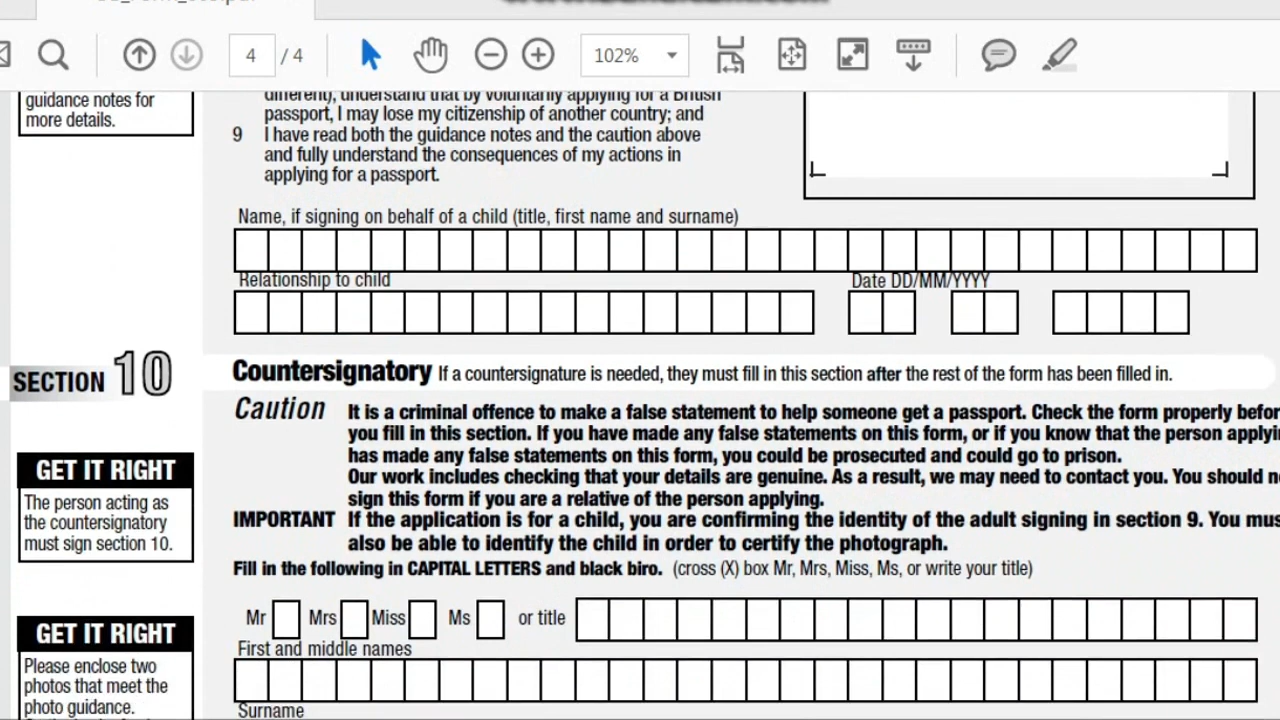 4 / 4
102%
guidance notes for
more details.
different), understand that by voluntarily applying for a British
passport, I may lose my citizenship of another country; and
9 I have read both the guidance notes and the caution above
and fully understand the consequences of my actions in
applying for a passport.
Name, if signing on behalf of a child (title, first name and surname)
Relationship to child
Date DD/MM/YYYY
SECTION 10
Countersignatory If a countersignature is needed, they must fill in this section after the rest of the form has been filled in.
Caution It is a criminal offence to make a false statement to help someone get a passport. Check the form properly befor
you fill in this section. If you have made any false statements on this form, or if you know that the person applyi
has made any false statements on this form, you could be prosecuted and could go to prison.
Our work includes checking that your details are genuine. As a result, we may need to contact you. You should n
sign this form if you are a relative of the person applying.
IMPORTANT If the application is for a child, you are confirming the identity of the adult signing in section 9. You mus
also be able to identify the child in order to certify the photograph.
GET IT RIGHT
The person acting as
the countersignatory
must sign section 10.
Fill in the following in CAPITAL LETTERS and black biro. (cross (X) box Mr, Mrs, Miss, Ms, or write your title)
Mr Mrs Miss Ms or title
First and middle names
Surname
GET IT RIGHT
Please enclose two
photos that meet the
photo guidance.